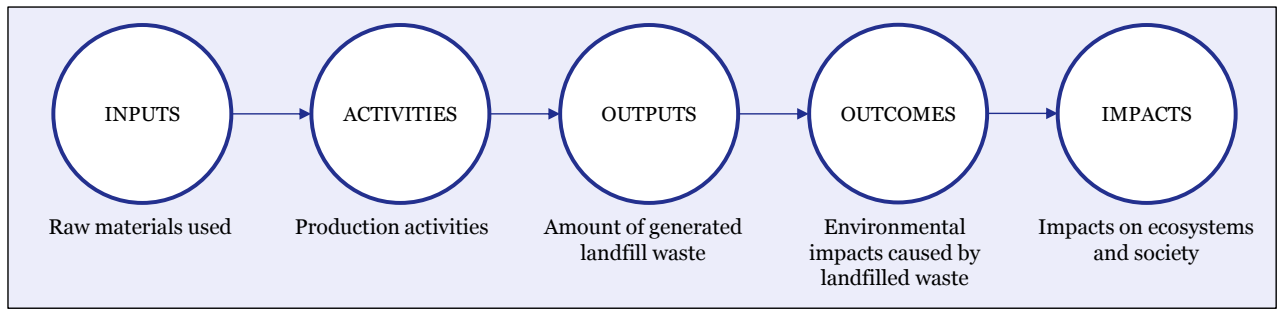 INPUTS
ACTIVITIES
OUTPUTS
OUTCOMES
IMPACTS
Raw materials used
Production activities
Amount of generated
landfill waste
Environmental
impacts caused by
landfilled waste
Impacts on ecosystems
and society